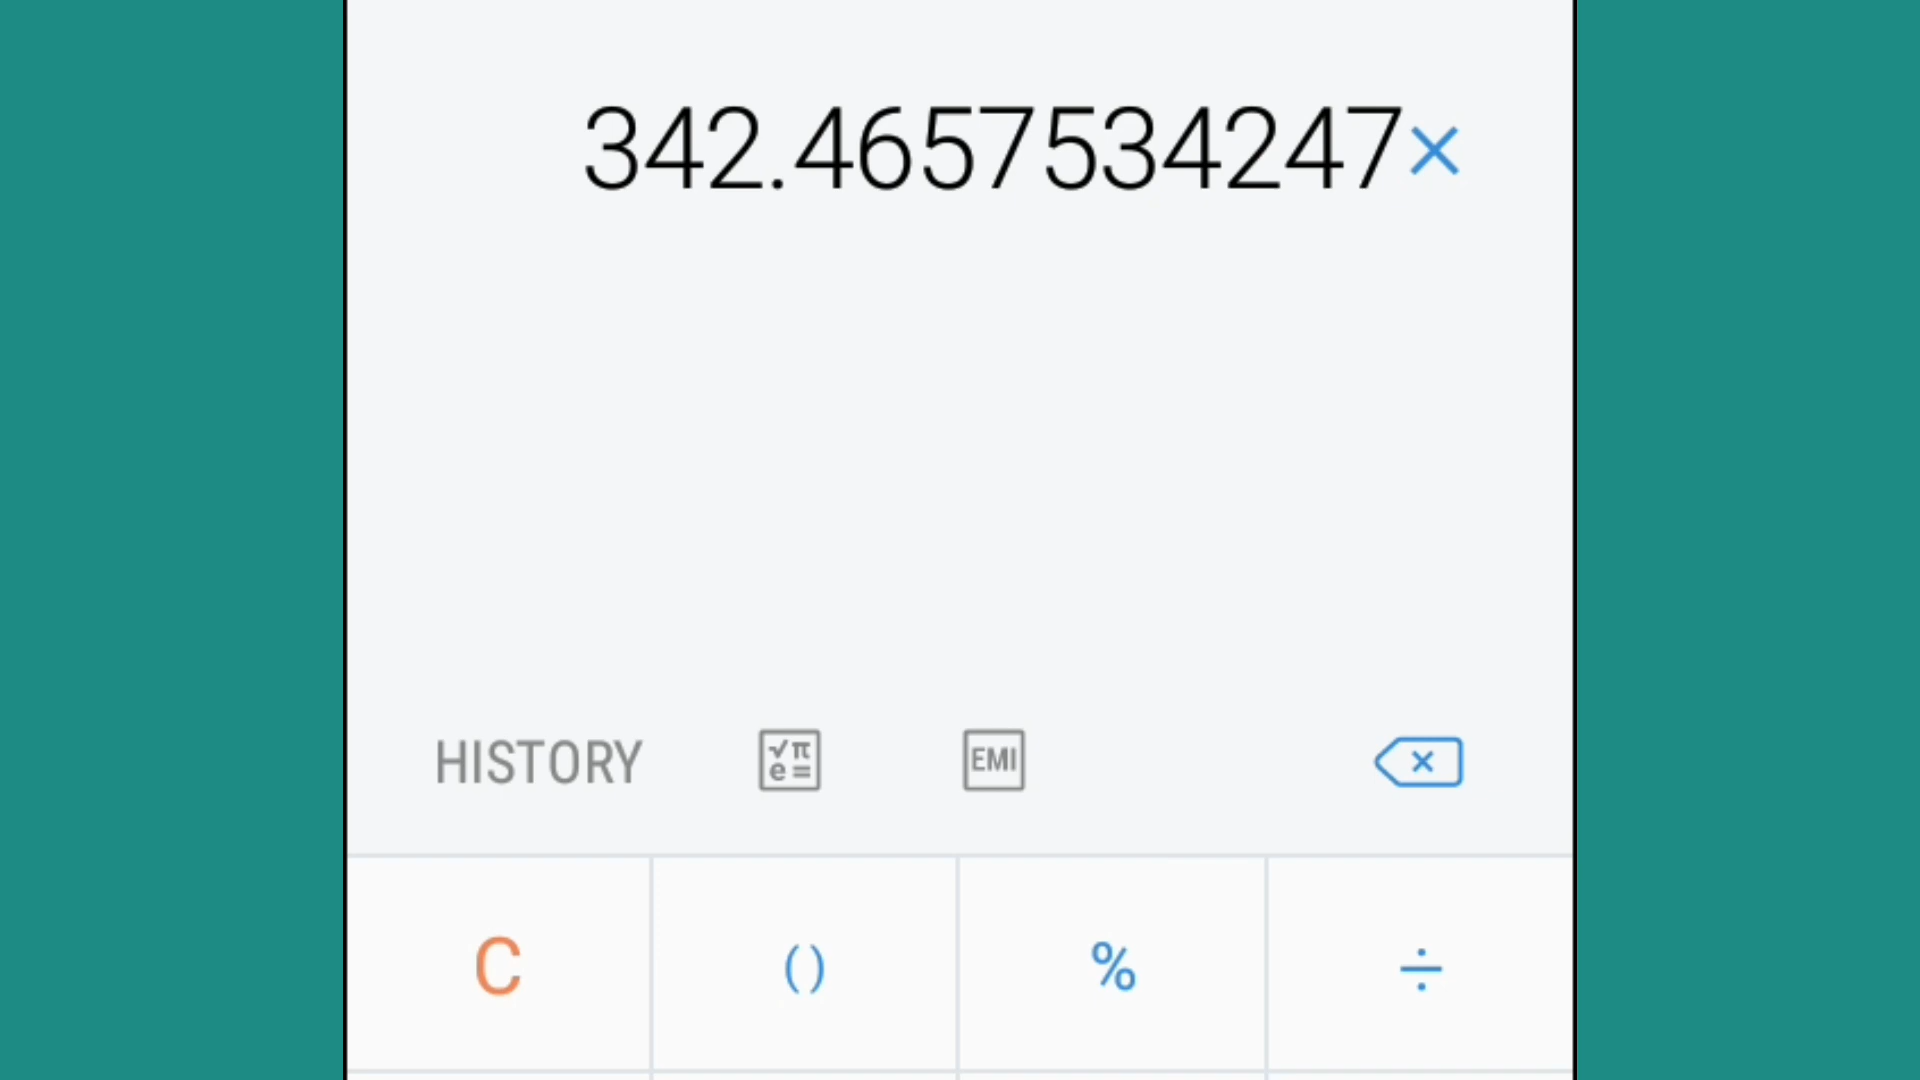 342.4657534247×
HISTORY √π e= EMI
C () % ÷